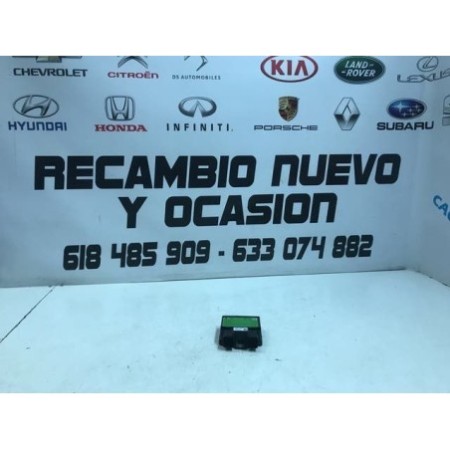 CHEVROLET CITROËN DS AUTOMOBILES KIA LAND ROVER LEXUS
HYUNDAI HONDA INFINITI PORSCHE RENAULT SUBARU
RECAMBIO NUEVO
Y OCASION
618 485 909 - 633 074 882